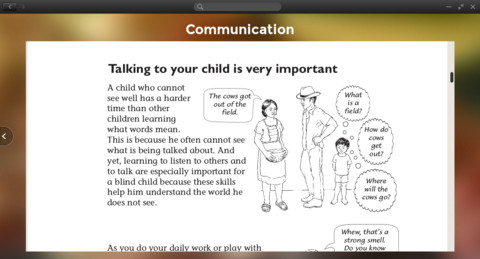 Communication
Talking to your child is very important
A child who cannot
see well has a harder
time than other
children learning
what words mean.
This is because he often cannot see
what is being talked about. And
yet, learning to listen to others and
to talk are especially important for
a blind child because these skills
help him understand the world he
does not see.
The cows got
out of the
field.
What
is a
field?
How do
cows
get
out?
Where
will the
cows go?
As you do your daily work or play with
Whew, that's a
strong smell.
Do you know